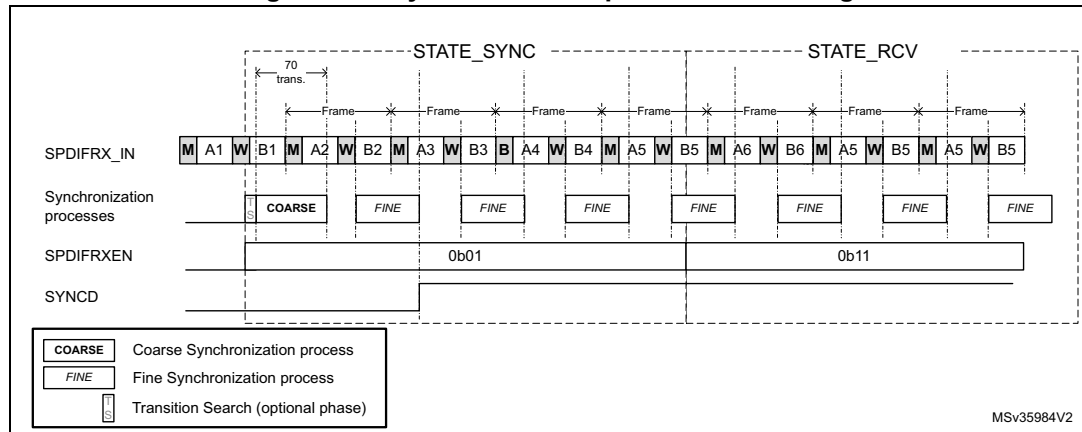 STATE_SYNC STATE_RCV
70
trans.
Frame Frame Frame Frame Frame Frame Frame
SPDIFRX_IN M A1 W B1 M A2 W B2 M A3 W B3 B A4 W B4 M A5 W B5 M A6 W B6 M A5 W B5 M A5 W B5
Synchronization
processes
TS COARSE FINE FINE FINE FINE FINE FINE FINE
SPDIFRXEN 0b01 0b11
SYNCD
COARSE Coarse Synchronization process
FINE Fine Synchronization process
TS Transition Search (optional phase)
MSv35984V2